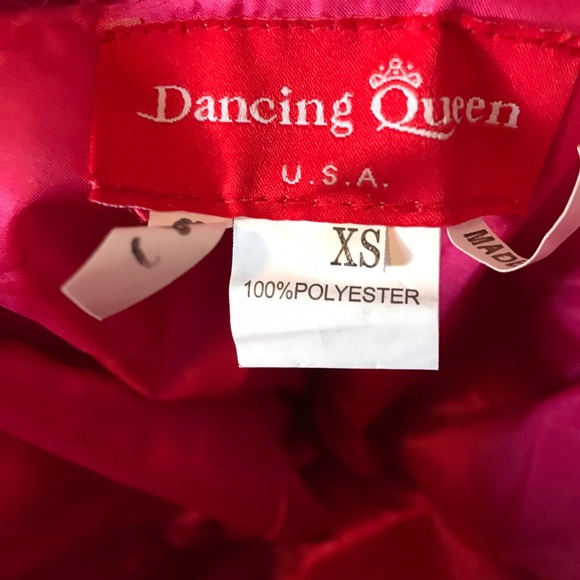 Dancing Queen
U.S.A.
XS
100%POLYESTER
MADE